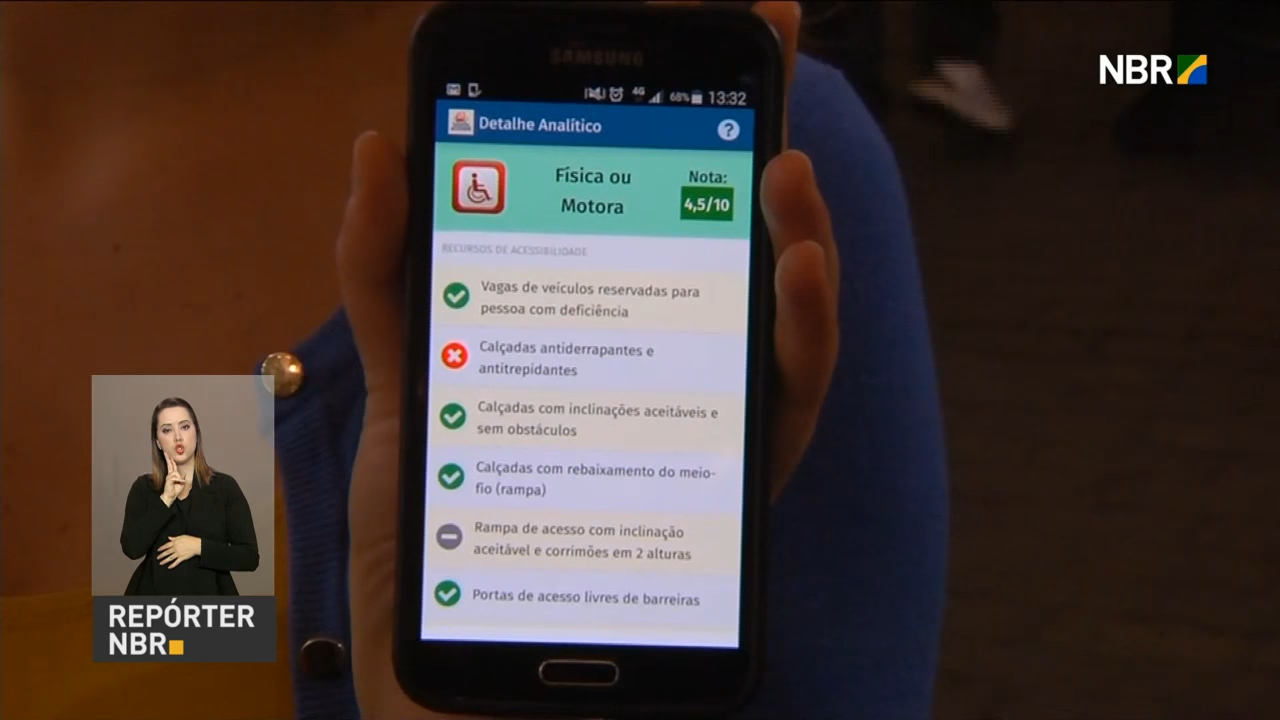 SAMSUNG
4G 68% 13:32
Detalhe Analítico ?
Física ou
Motora
Nota:
4,5/10
RECURSOS DE ACESSIBILIDADE
Vagas de veículos reservadas para
pessoa com deficiência
Calçadas antiderrapantes e
antitrepidantes
Calçadas com inclinações aceitáveis e
sem obstáculos
Calçadas com rebaixamento do meio-
fio (rampa)
Rampa de acesso com inclinação
aceitável e corrimões em 2 alturas
Portas de acesso livres de barreiras
NBR
REPÓRTER
NBR